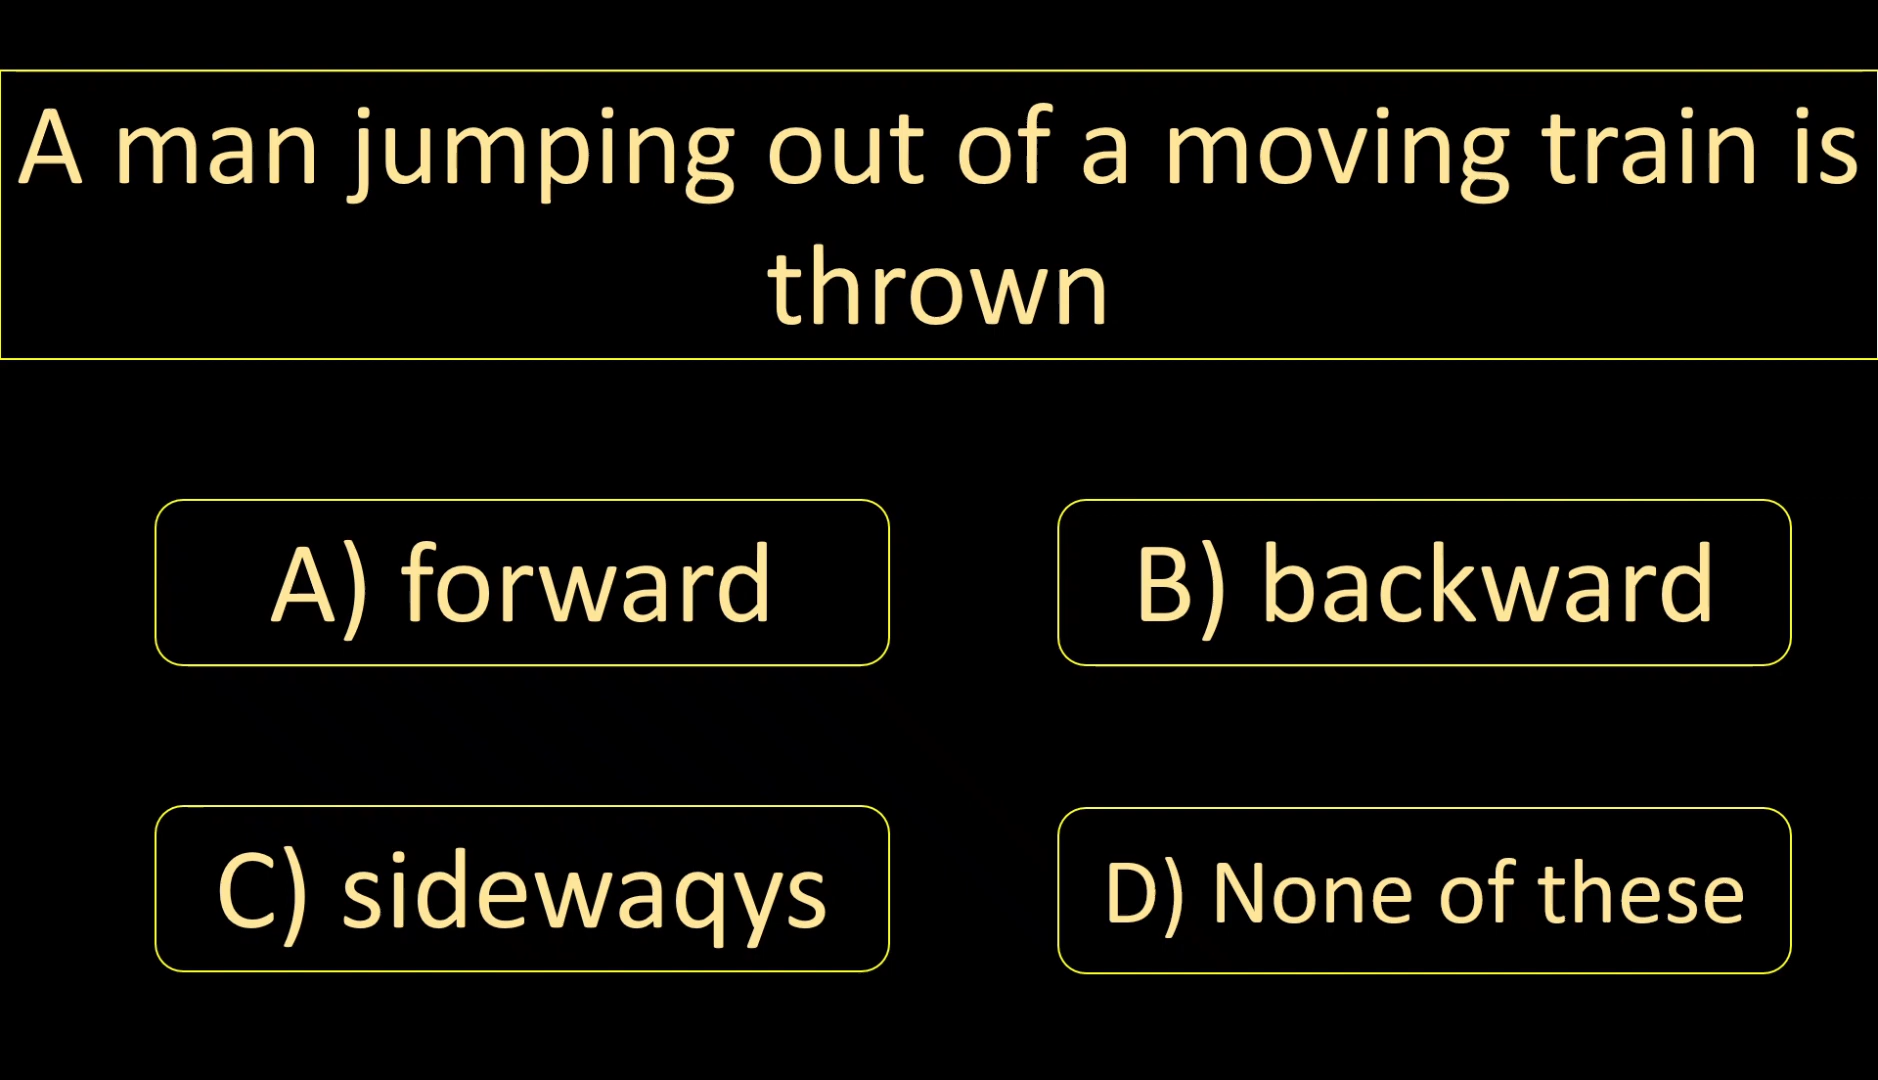 A man jumping out of a moving train is
thrown
A) forward
B) backward
C) sidewaqys
D) None of these